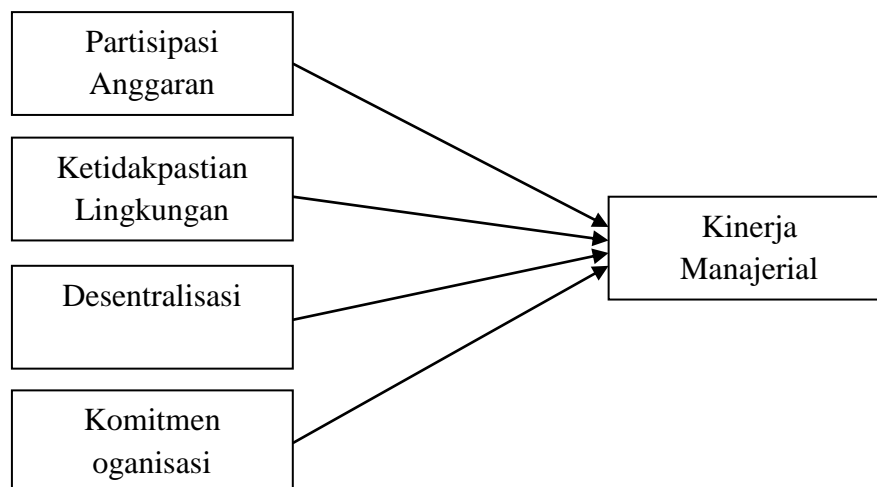 Partisipasi
Anggaran
Ketidakpastian
Lingkungan
Desentralisasi
Komitmen
oganisasi
Kinerja
Manajerial